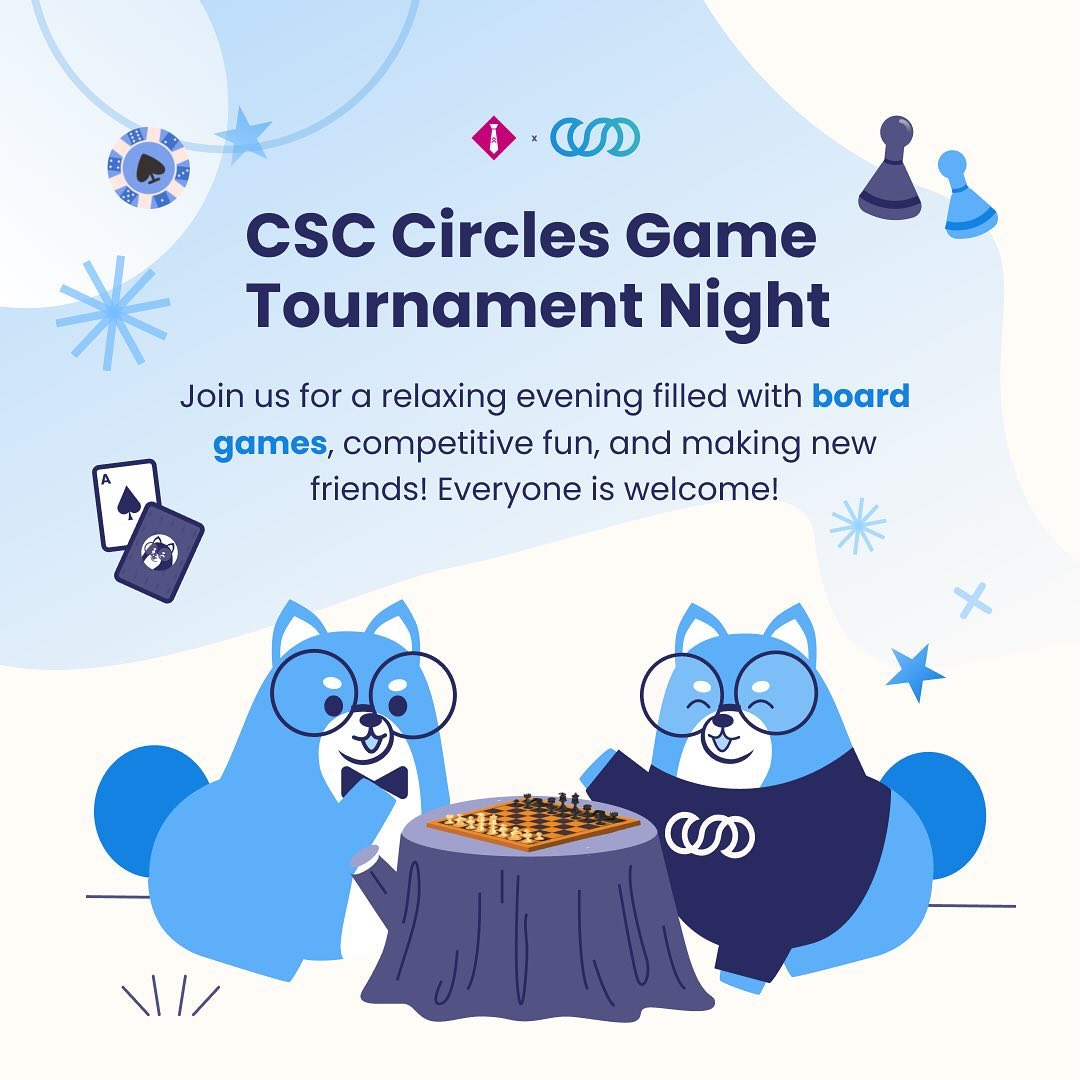 x
CSC Circles Game
Tournament Night
Join us for a relaxing evening filled with board
games, competitive fun, and making new
friends! Everyone is welcome!
A